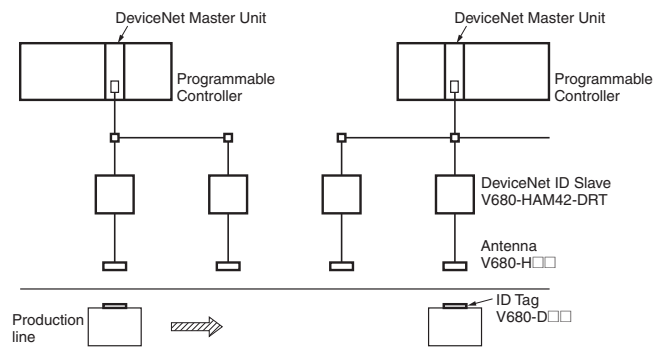 DeviceNet Master Unit
DeviceNet Master Unit
Programmable
Controller
Programmable
Controller
DeviceNet ID Slave
V680-HAM42-DRT
Antenna
V680-H□□
ID Tag
V680-D□□
Production
line